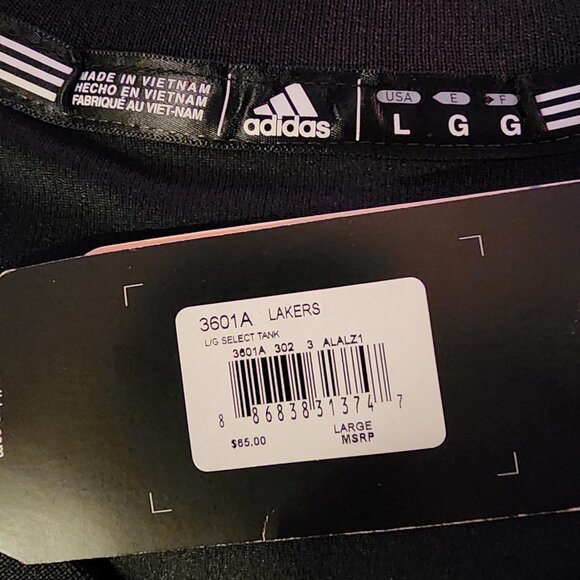 MADE IN VIETNAM
HECHO EN VIETNAM
FABRIQUÉ AU VIET-NAM
adidas
USA E F
L G G
3601A LAKERS
L/G SELECT TANK
3601A 302 3 ALALZ1
8 86838 31374 7
$65.00 LARGE
MSRP